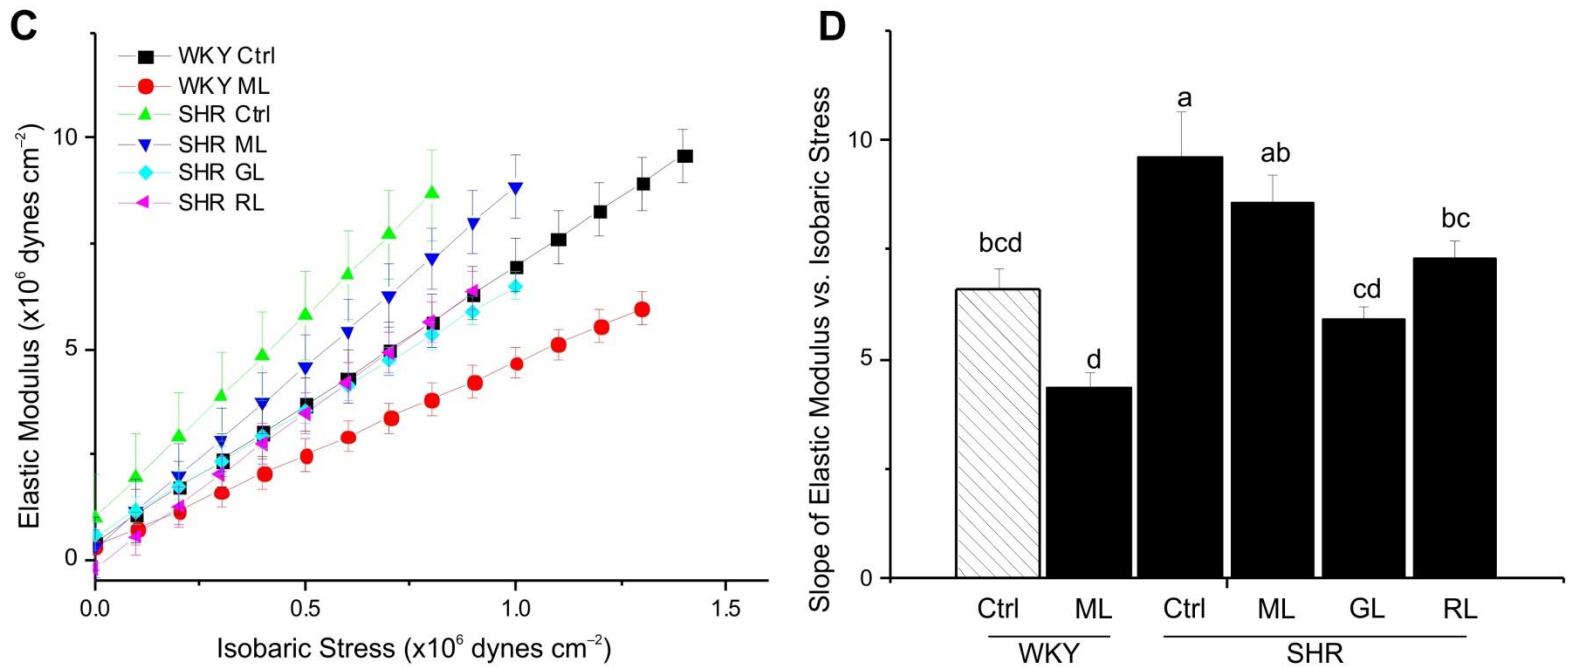 C
WKY Ctrl
WKY ML
SHR Ctrl
SHR ML
SHR GL
SHR RL
10
5
0
0.0 0.5 1.0 1.5
Elastic Modulus (x10⁶ dynes cm⁻²)
Isobaric Stress (x10⁶ dynes cm⁻²)
D
Slope of Elastic Modulus vs. Isobaric Stress
10
5
0
bcd
d
a
ab
cd
bc
Ctrl ML Ctrl ML GL RL
WKY SHR